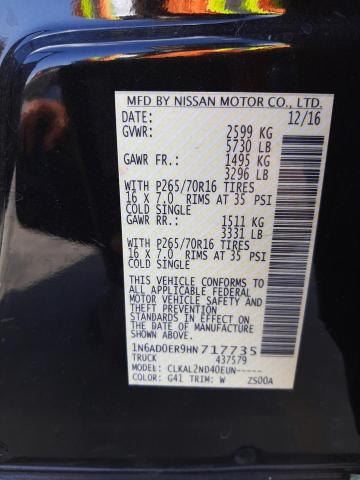 MFD BY NISSAN MOTOR CO., LTD.
12/16
GVWR: 2599 KG
5730 LB
GAWR FR.: 1495 KG
3296 LB
WITH P265/70R16 TIRES
16 X 7.0 RIMS AT 35 PSI
COLD SINGLE
GAWR RR.: 1511 KG
3331 LB
WITH P265/70R16 TIRES
16 X 7.0 RIMS AT 35 PSI
COLD SINGLE
THIS VEHICLE CONFORMS TO
ALL APPLICABLE FEDERAL
MOTOR VEHICLE SAFETY AND
THEFT PREVENTION
STANDARDS IN EFFECT ON THE
DATE OF MANUFACTURE
SHOWN ABOVE.
1N6AD0ER9HN717735
TRUCK 437579
MODEL: CLKAL2ND40EUN-----
COLOR: G41 TRIM: W ZS00A